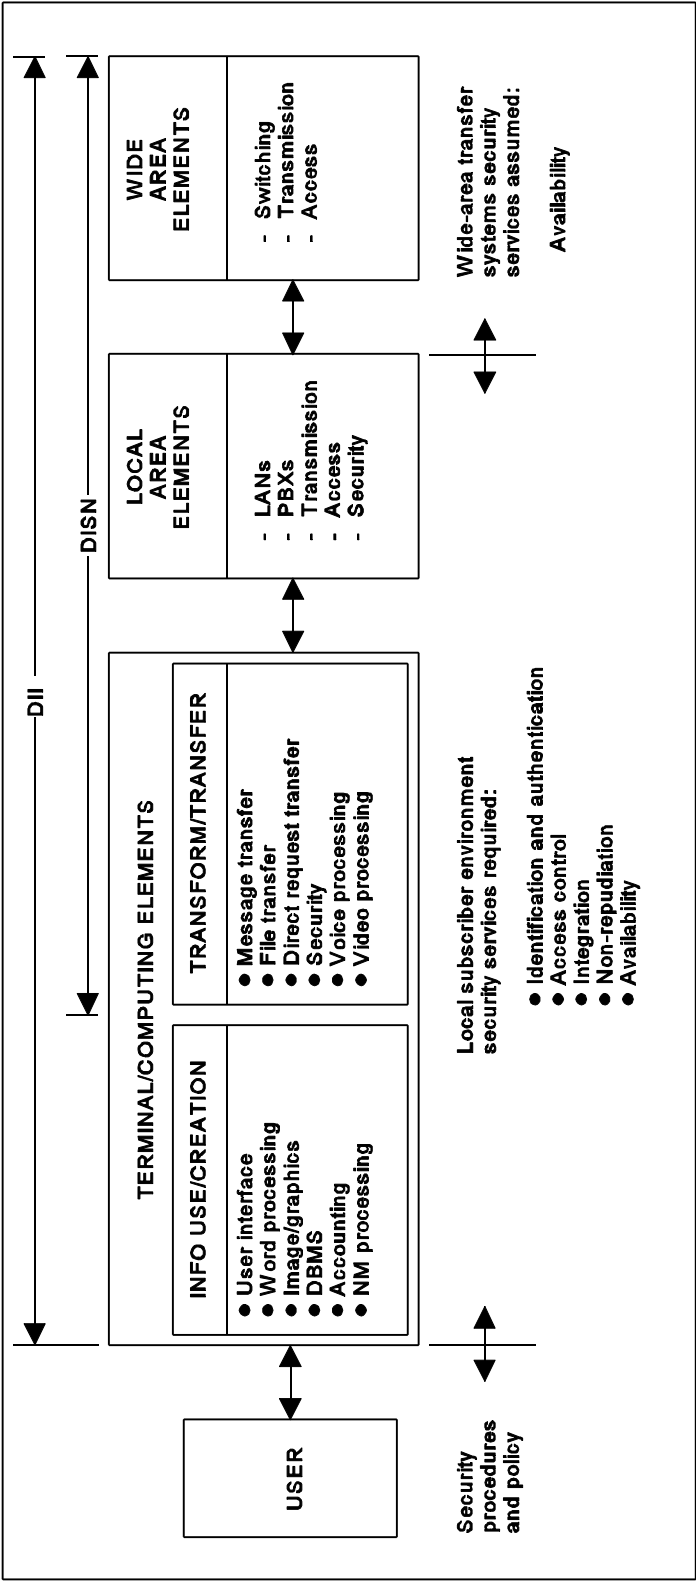 DII
DISN
USER
TERMINAL/COMPUTING ELEMENTS
INFO USE/CREATION
● User interface
● Word processing
● Image/graphics
● DBMS
● Accounting
● NM processing
TRANSFORM/TRANSFER
● Message transfer
● File transfer
● Direct request transfer
● Security
● Voice processing
● Video processing
LOCAL
AREA
ELEMENTS
- LANs
- PBXs
- Transmission
- Access
- Security
WIDE
AREA
ELEMENTS
- Switching
- Transmission
- Access
Security
procedures
and policy
Local subscriber environment
security services required:
● Identification and authentication
● Access control
● Integration
● Non-repudiation
● Availability
Wide-area transfer
systems security
services assumed:
Availability